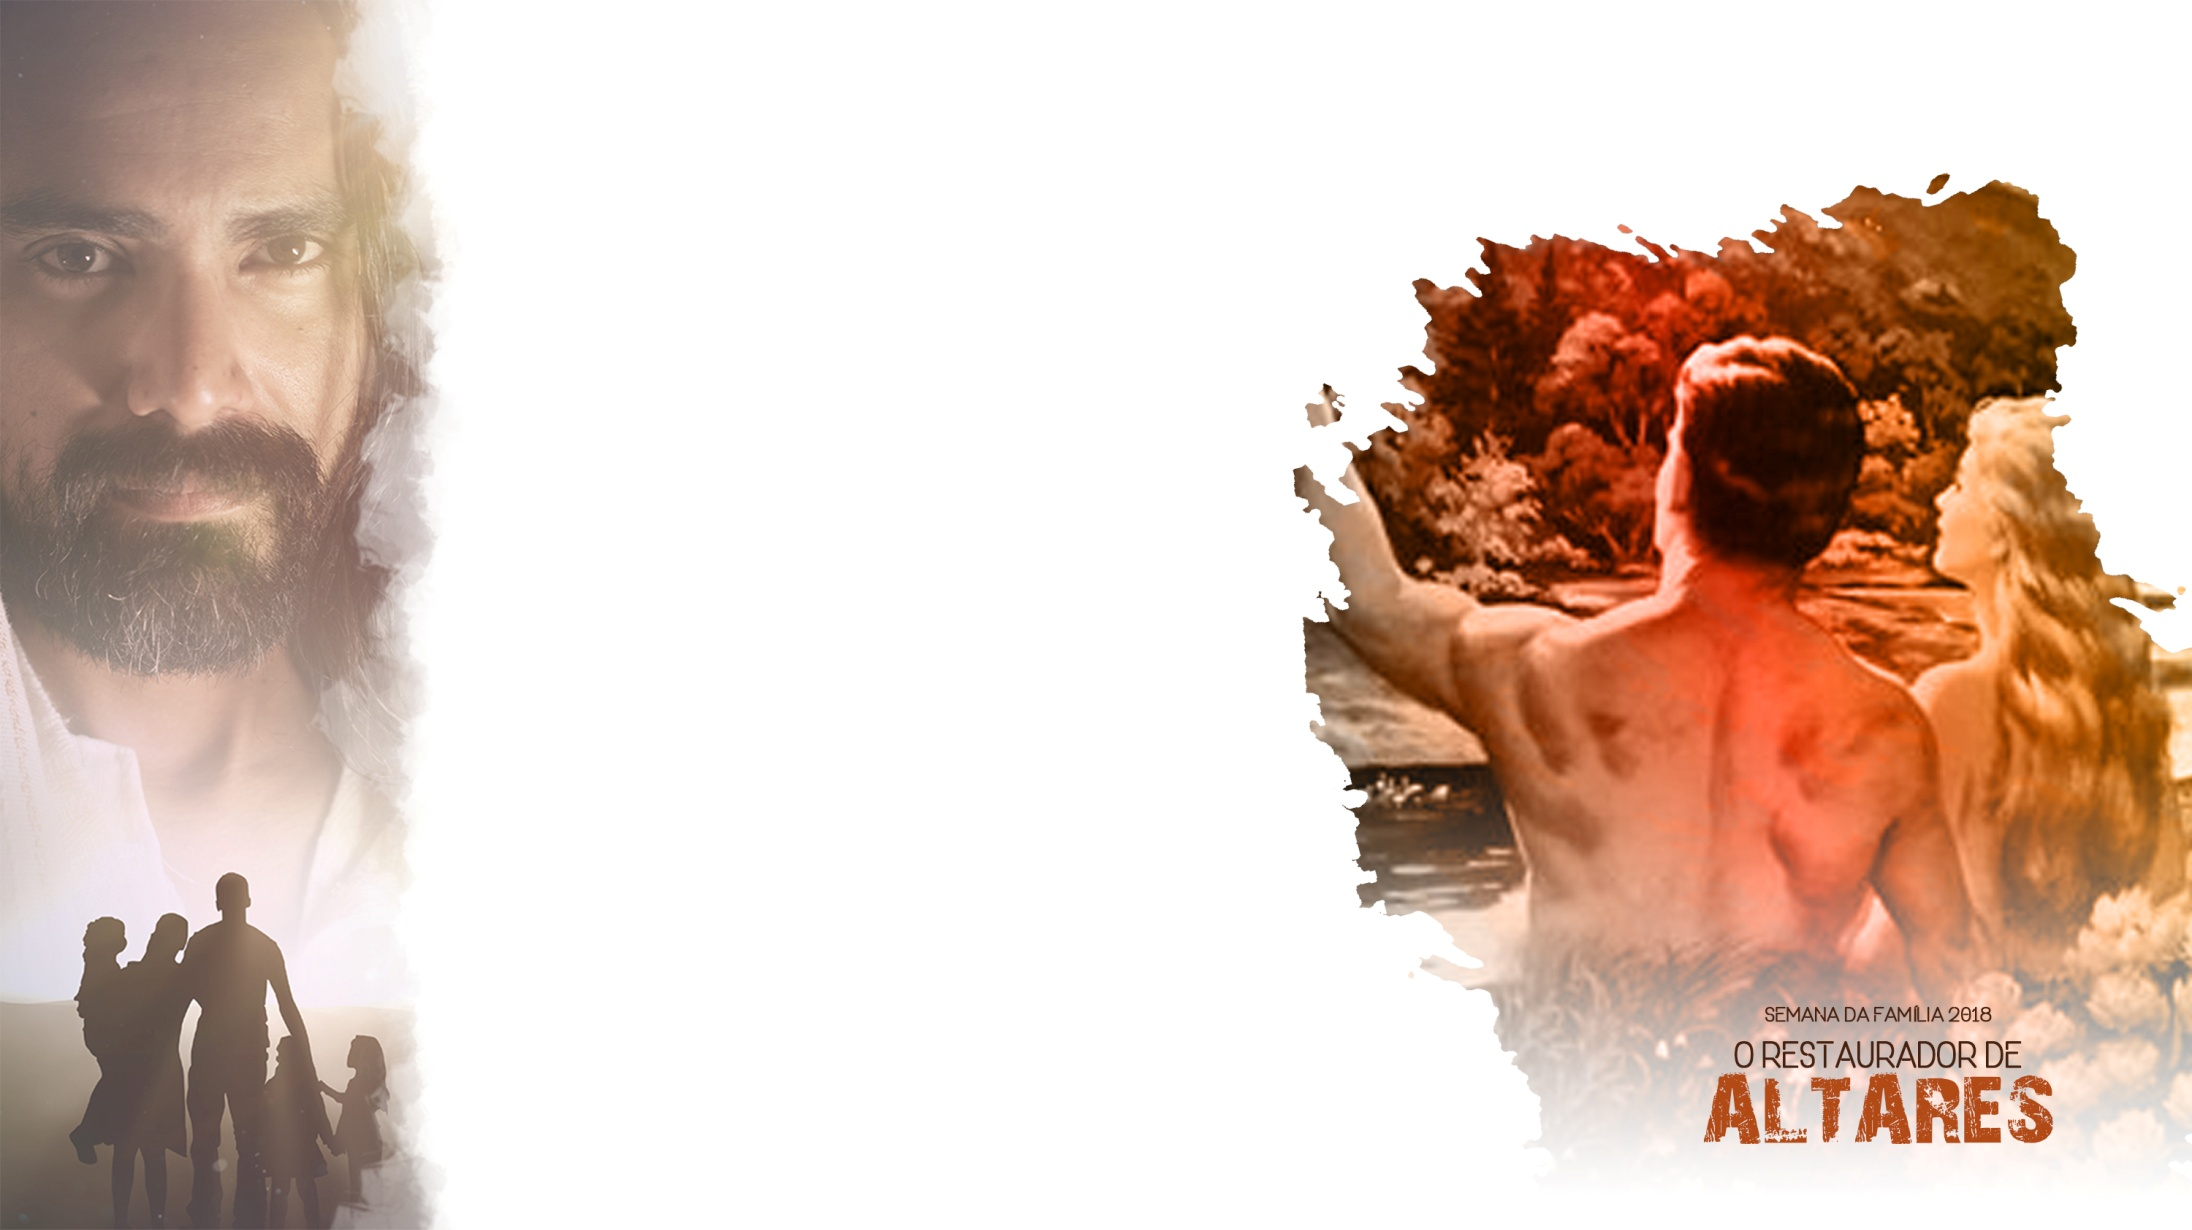 SEMANA DA FAMÍLIA 2018
O RESTAURADOR DE
ALTARES